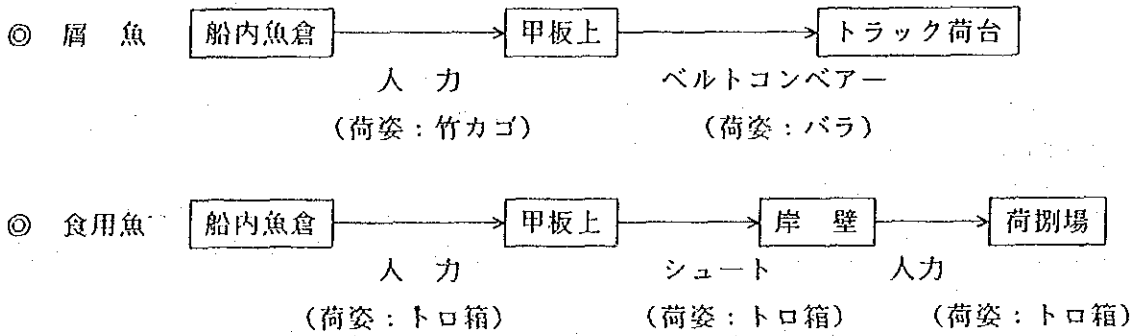 ◎ 屑 魚 船内魚倉 甲板上 トラック荷台
人 力 ベルトコンベアー
(荷姿:竹カゴ) (荷姿:バラ)
◎ 食用魚 船内魚倉 甲板上 岸 壁 荷捌場
人 力 シュート 人力
(荷姿:トロ箱) (荷姿:トロ箱) (荷姿:トロ箱)